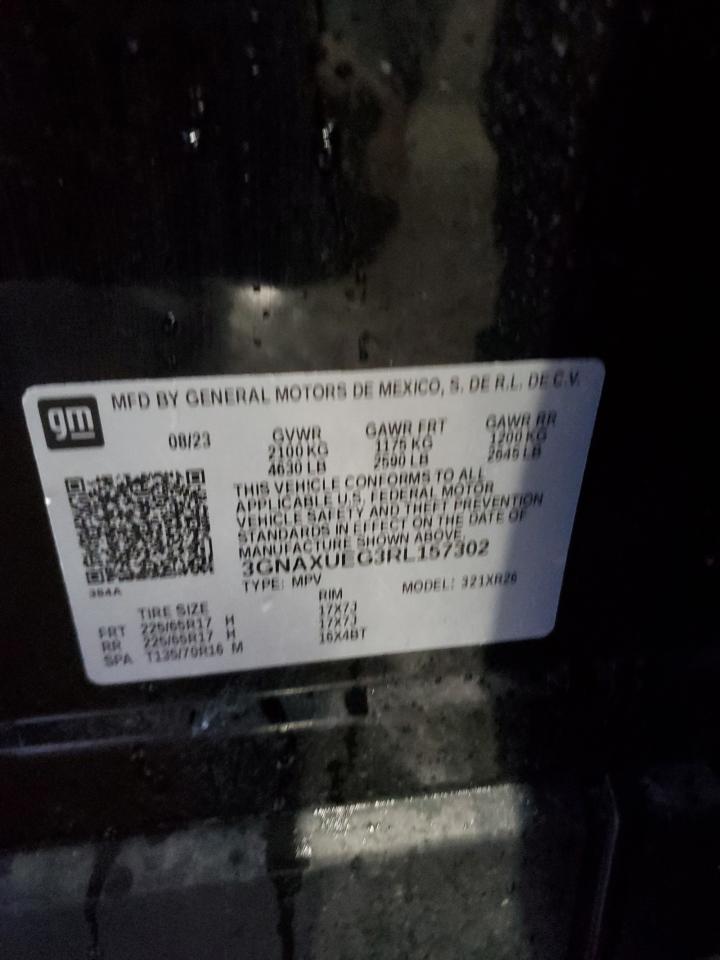 gm
MFD BY GENERAL MOTORS DE MEXICO, S. DE R.L. DE C.V.
08/23 GVWR GAWR FRT GAWR RR
2100 KG 1175 KG 1200 KG
4630 LB 2590 LB 2645 LB
THIS VEHICLE CONFORMS TO ALL
APPLICABLE U.S. FEDERAL MOTOR
VEHICLE SAFETY AND THEFT PREVENTION
STANDARDS IN EFFECT ON THE DATE OF
MANUFACTURE SHOWN ABOVE.
3GNAXUEG3RL157302
TYPE: MPV MODEL: 321XR26
384A
TIRE SIZE RIM
FRT 225/65R17 H 17X7J
RR 225/65R17 H 17X7J
SPA T135/70R16 M 16X4BT